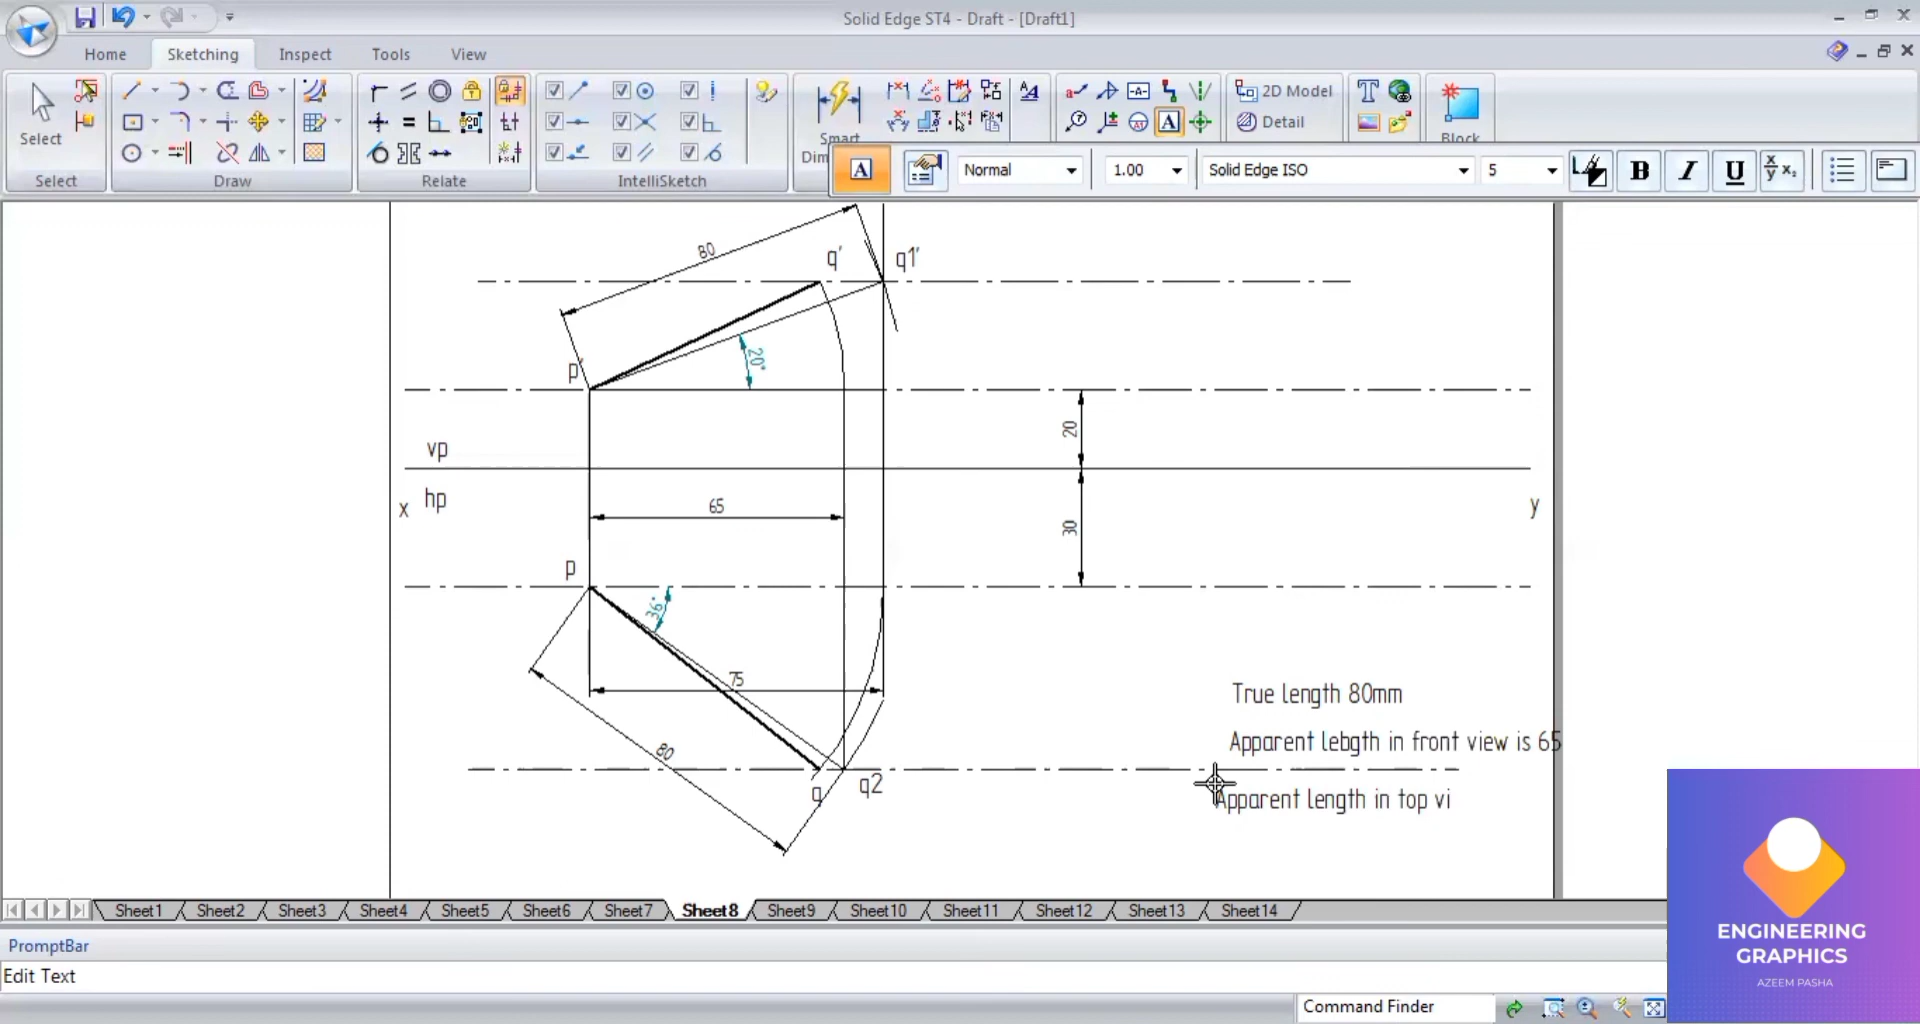 Solid Edge ST4 - Draft - [Draft1]
Home Sketching Inspect Tools View
Select
Smart
Dim
2D Model
Detail
Block
Select Draw Relate IntelliSketch
Normal 1.00 Solid Edge ISO 5
80
q'
q1'
20°
p'
vp
20
x
hp
65
30
y
p
36°
75
80
q
q2
True length 80mm
Apparent lebgth in front view is 65
Apparent length in top vi
Sheet1 Sheet2 Sheet3 Sheet4 Sheet5 Sheet6 Sheet7 Sheet8 Sheet9 Sheet10 Sheet11 Sheet12 Sheet13 Sheet14
PromptBar
Edit Text
Command Finder
ENGINEERING
GRAPHICS
AZEEM PASHA